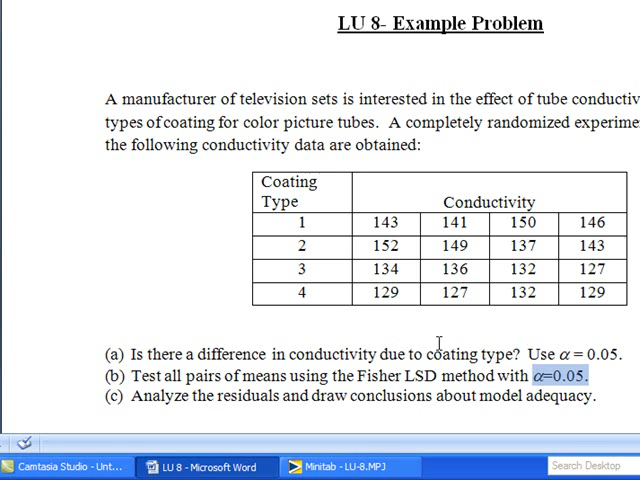 LU 8- Example Problem
A manufacturer of television sets is interested in the effect of tube conductiv
types of coating for color picture tubes. A completely randomized experime
the following conductivity data are obtained:
Coating
Type Conductivity
1 143 141 150 146
2 152 149 137 143
3 134 136 132 127
4 129 127 132 129
(a) Is there a difference in conductivity due to coating type? Use α = 0.05.
(b) Test all pairs of means using the Fisher LSD method with α=0.05.
(c) Analyze the residuals and draw conclusions about model adequacy.
Camtasia Studio - Unt... LU 8 - Microsoft Word Minitab - LU-8.MPJ Search Desktop